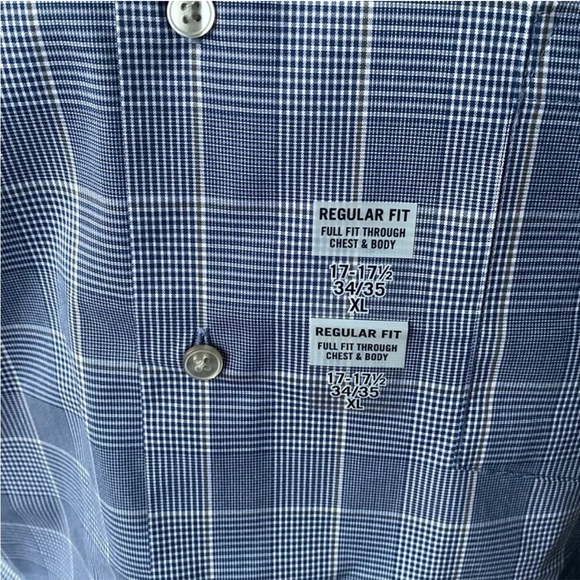 REGULAR FIT
FULL FIT THROUGH
CHEST & BODY
17-17½
34/35
XL
REGULAR FIT
FULL FIT THROUGH
CHEST & BODY
17-17½
34/35
XL